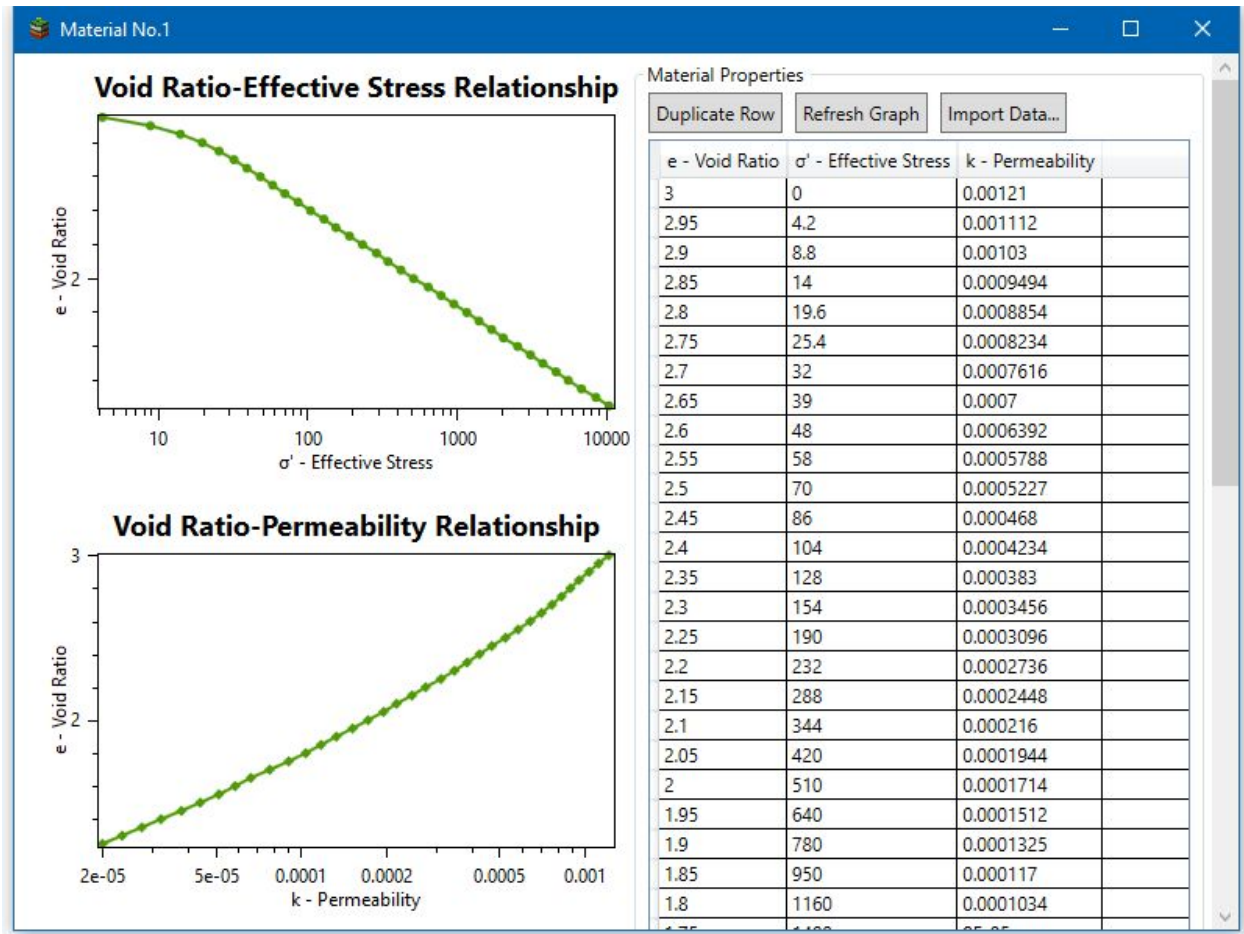 Material No.1
Void Ratio-Effective Stress Relationship
e - Void Ratio
2
10 100 1000 10000
σ' - Effective Stress
Void Ratio-Permeability Relationship
3
e - Void Ratio
2
2e-05 5e-05 0.0001 0.0002 0.0005 0.001
k - Permeability
Material Properties
Duplicate Row Refresh Graph Import Data...
e - Void Ratio σ' - Effective Stress k - Permeability
3 0 0.00121
2.95 4.2 0.001112
2.9 8.8 0.00103
2.85 14 0.0009494
2.8 19.6 0.0008854
2.75 25.4 0.0008234
2.7 32 0.0007616
2.65 39 0.0007
2.6 48 0.0006392
2.55 58 0.0005788
2.5 70 0.0005227
2.45 86 0.000468
2.4 104 0.0004234
2.35 128 0.000383
2.3 154 0.0003456
2.25 190 0.0003096
2.2 232 0.0002736
2.15 288 0.0002448
2.1 344 0.000216
2.05 420 0.0001944
2 510 0.0001714
1.95 640 0.0001512
1.9 780 0.0001325
1.85 950 0.000117
1.8 1160 0.0001034